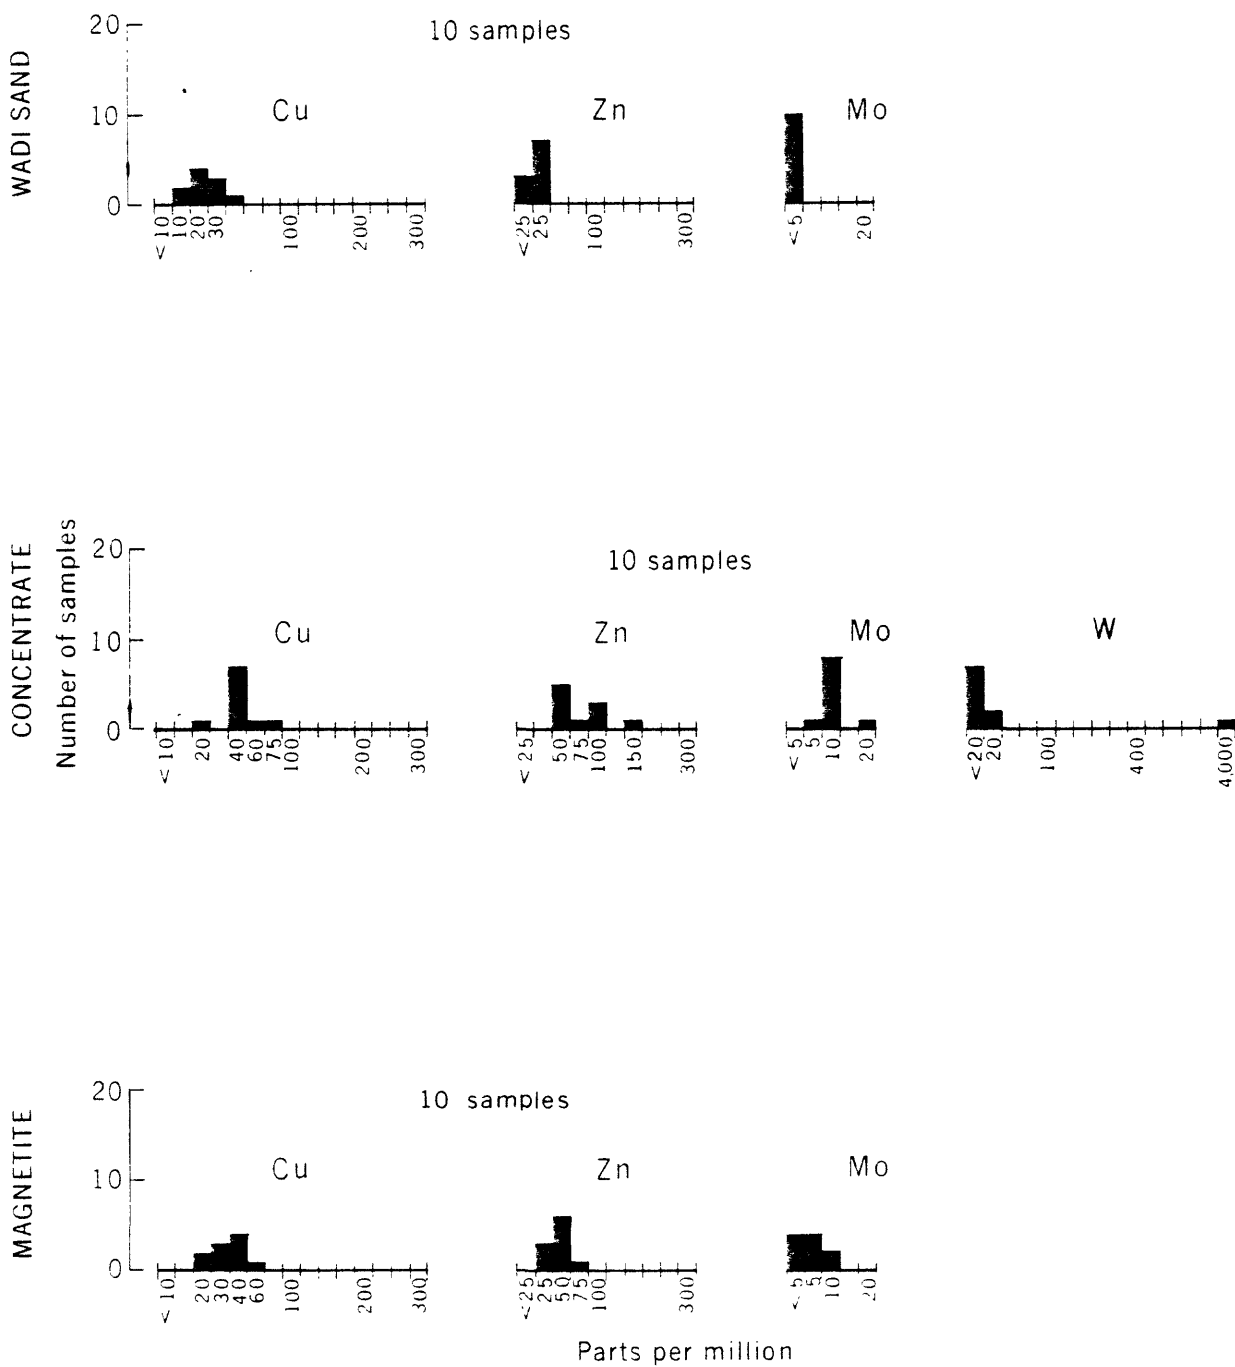 WADI SAND
20
10
0
10 samples
Cu
Zn
Mo
<10 10 20 30 100 200 300
<25 25 100 300
<5 20
CONCENTRATE
Number of samples
20
10
0
10 samples
Cu
Zn
Mo
W
<10 20 40 60 75 100 200 300
<25 50 75 100 150 300
<5 5 10 20
<20 20 100 400 4,000
MAGNETITE
20
10
0
10 samples
Cu
Zn
Mo
<10 20 30 40 60 100 200 300
<25 25 50 75 100 300
<5 5 10 20
Parts per million